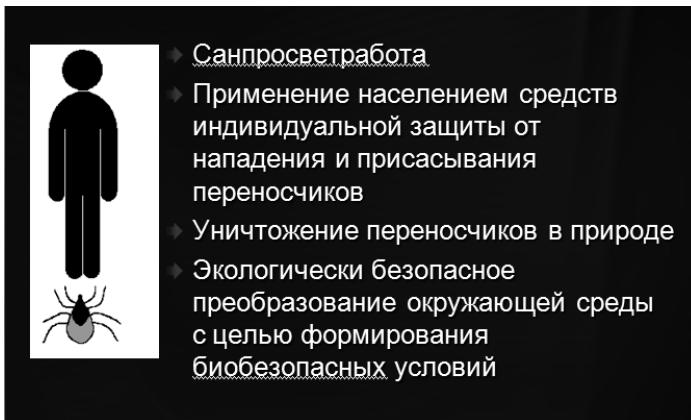 Санпросветработа
Применение населением средств
индивидуальной защиты от
нападения и присасывания
переносчиков
Уничтожение переносчиков в природе
Экологически безопасное
преобразование окружающей среды
с целью формирования
биобезопасных условий